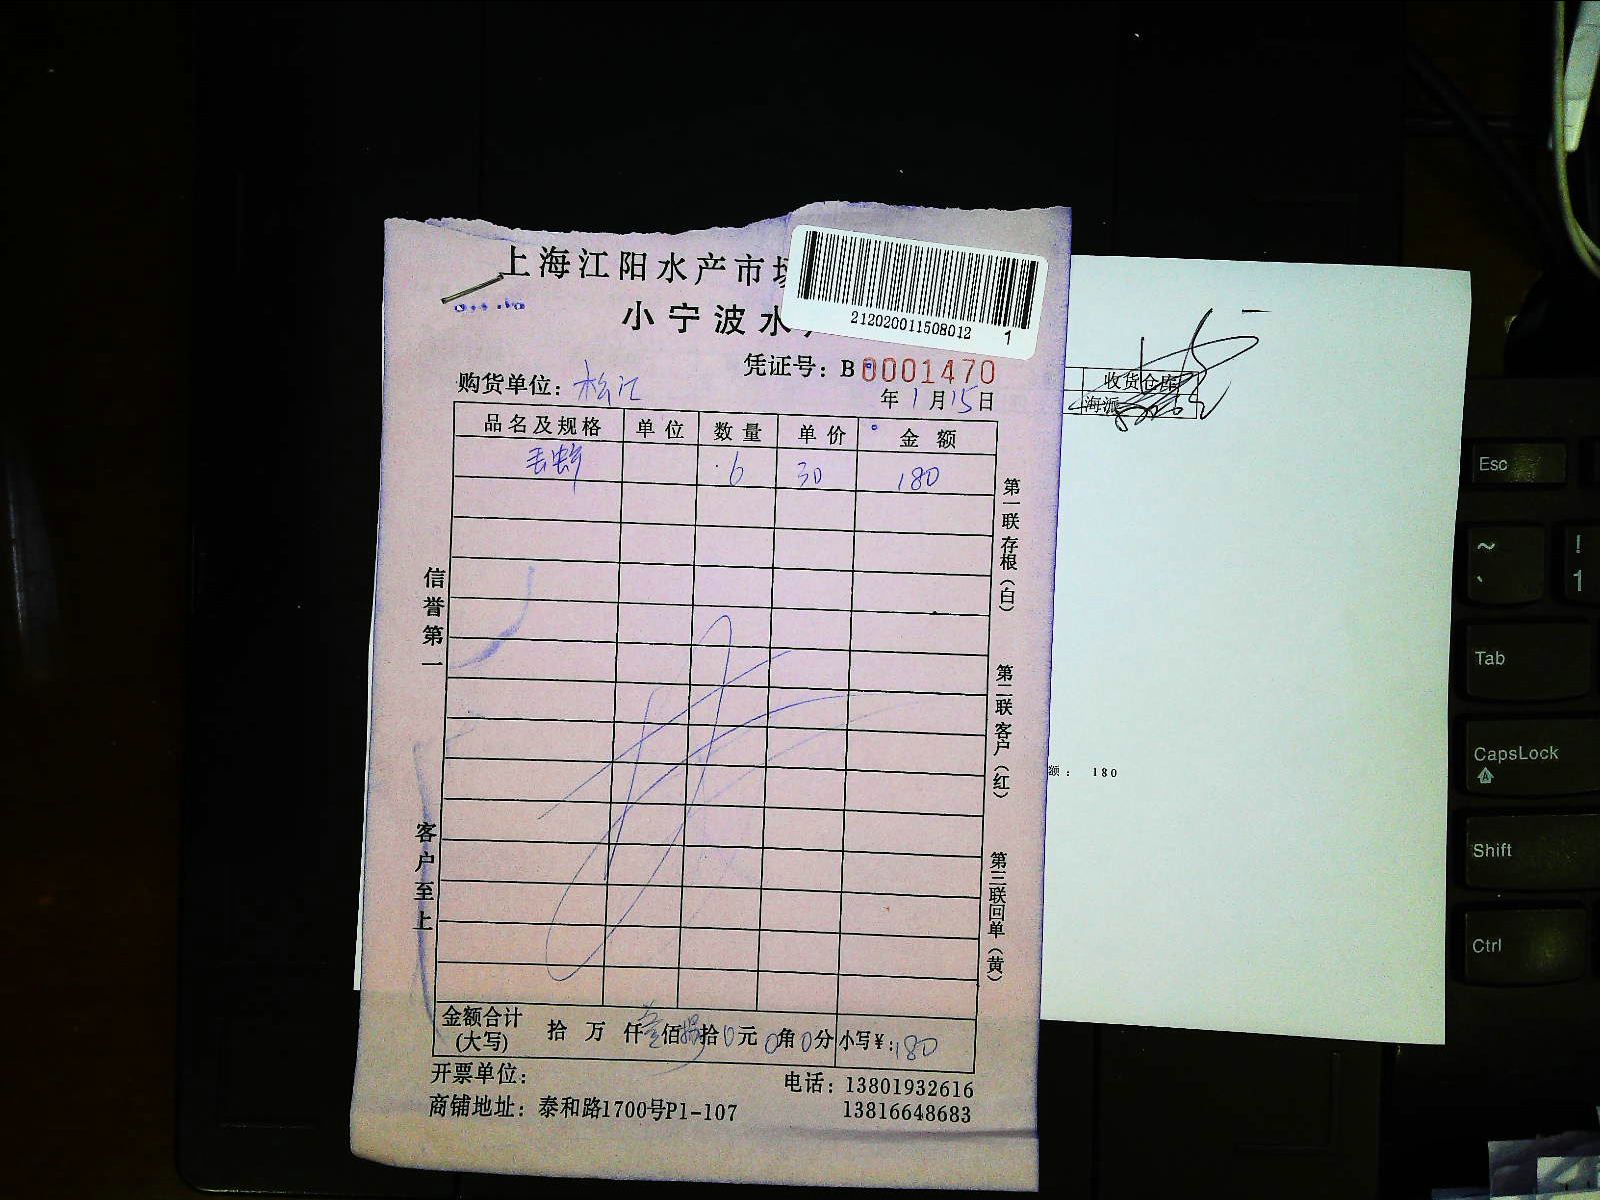 上海江阳水产市
小宁波水
212020011508012 1
凭证号：B 0001470
购货单位：松江
年1月15日
品名及规格 单位 数量 单价 金额
6 30 180
第一联存根（白）
第二联客户（红）
第三联回单（黄）
信誉第一
客户至上
金额合计(大写) 拾 万 仟壹佰捌拾0元0角0分 小写¥：180
开票单位：
电话：13801932616
商铺地址：泰和路1700号P1-107
13816648683
收货仓库
海派
额： 180
Esc
~
`
!
1
Tab
CapsLock
Shift
Ctrl